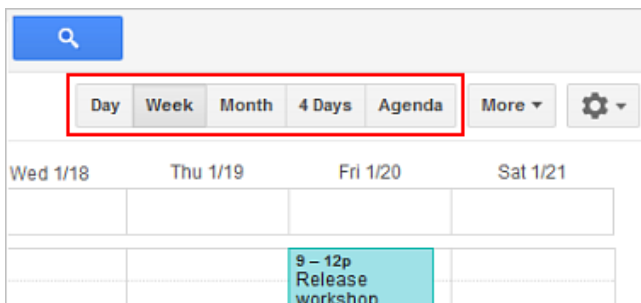 Day Week Month 4 Days Agenda More
Wed 1/18 Thu 1/19 Fri 1/20 Sat 1/21
9 – 12p
Release
workshop